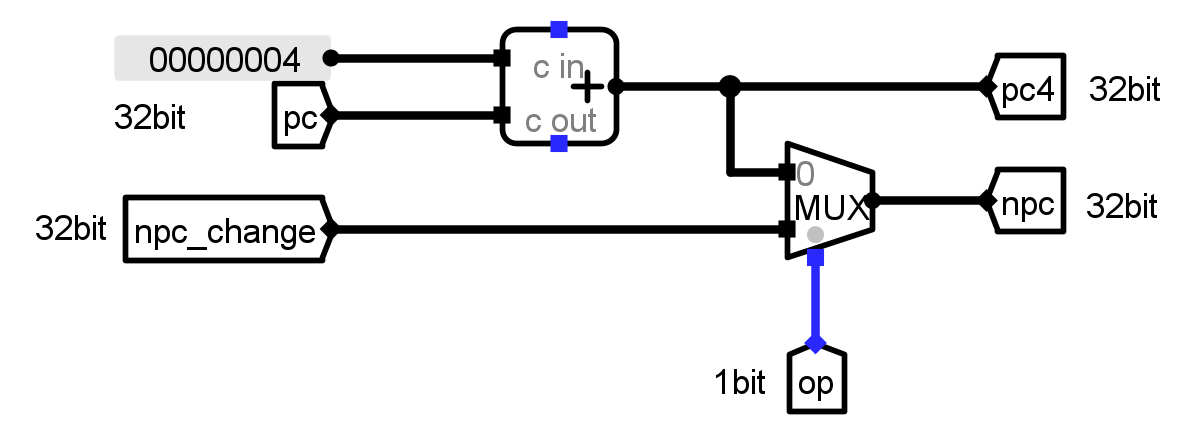 00000004
c in
+
c out
32bit
pc
pc4
32bit
0
MUX
npc
32bit
32bit
npc_change
1bit
op